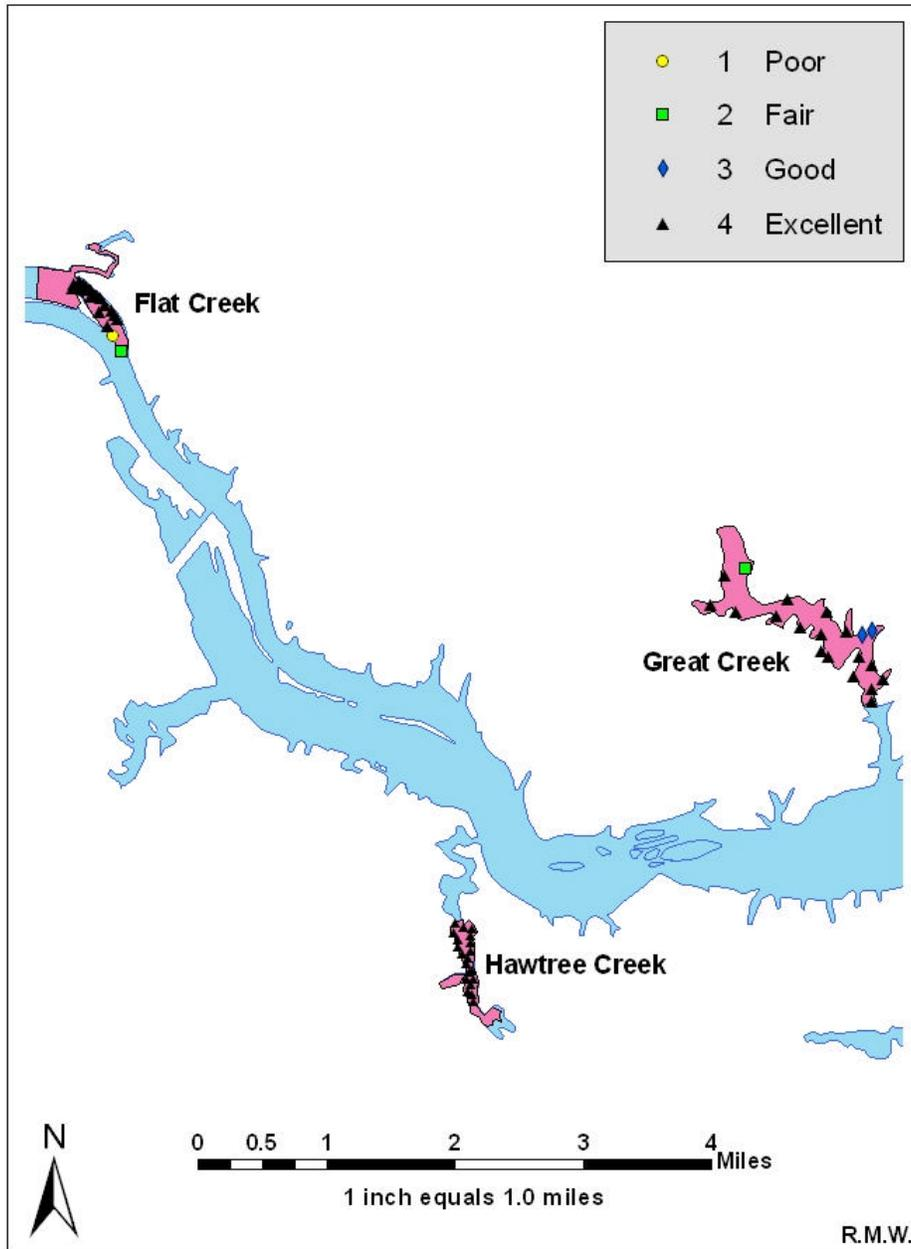 1 Poor
2 Fair
3 Good
4 Excellent
Flat Creek
Great Creek
Hawtree Creek
N
0 0.5 1 2 3 4
Miles
1 inch equals 1.0 miles
R.M.W.